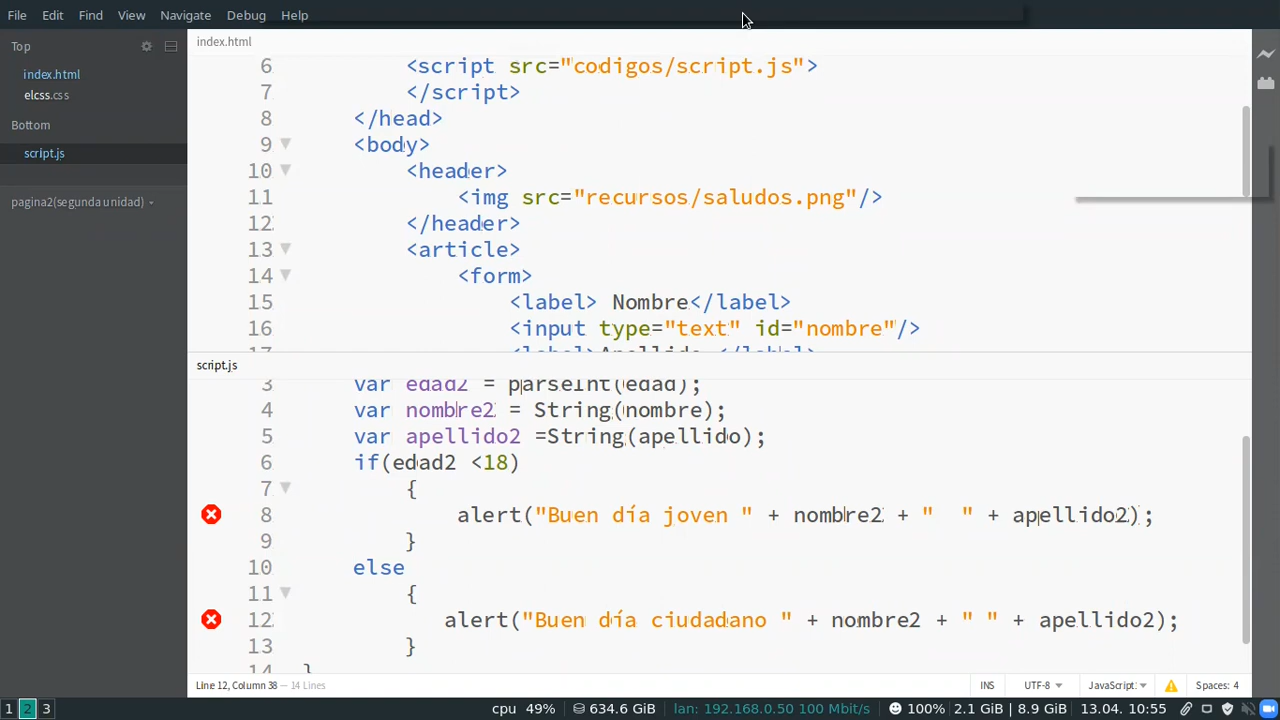 File Edit Find View Navigate Debug Help
Top
index.html
elcss.css
Bottom
script.js
pagina2(segunda unidad)
index.html
6 <script src="codigos/script.js">
7 </script>
8 </head>
9 <body>
10 <header>
11 <img src="recursos/saludos.png"/>
12 </header>
13 <article>
14 <form>
15 <label> Nombre</label>
16 <input type="text" id="nombre"/>
17 <label>Apellido </label>
script.js
3 var edad2 = parseInt(edad);
4 var nombre2 = String(nombre);
5 var apellido2 =String(apellido);
6 if(edad2 <18)
7 {
8 alert("Buen día joven " + nombre2 + "  " + apellido2);
9 }
10 else
11 {
12 alert("Buen día ciudadano " + nombre2 + " " + apellido2);
13 }
14 }
Line 12, Column 38 — 14 Lines INS UTF-8 JavaScript Spaces: 4
1 2 3 cpu 49% 634.6 GiB lan: 192.168.0.50 100 Mbit/s 100% 2.1 GiB | 8.9 GiB 13.04. 10:55